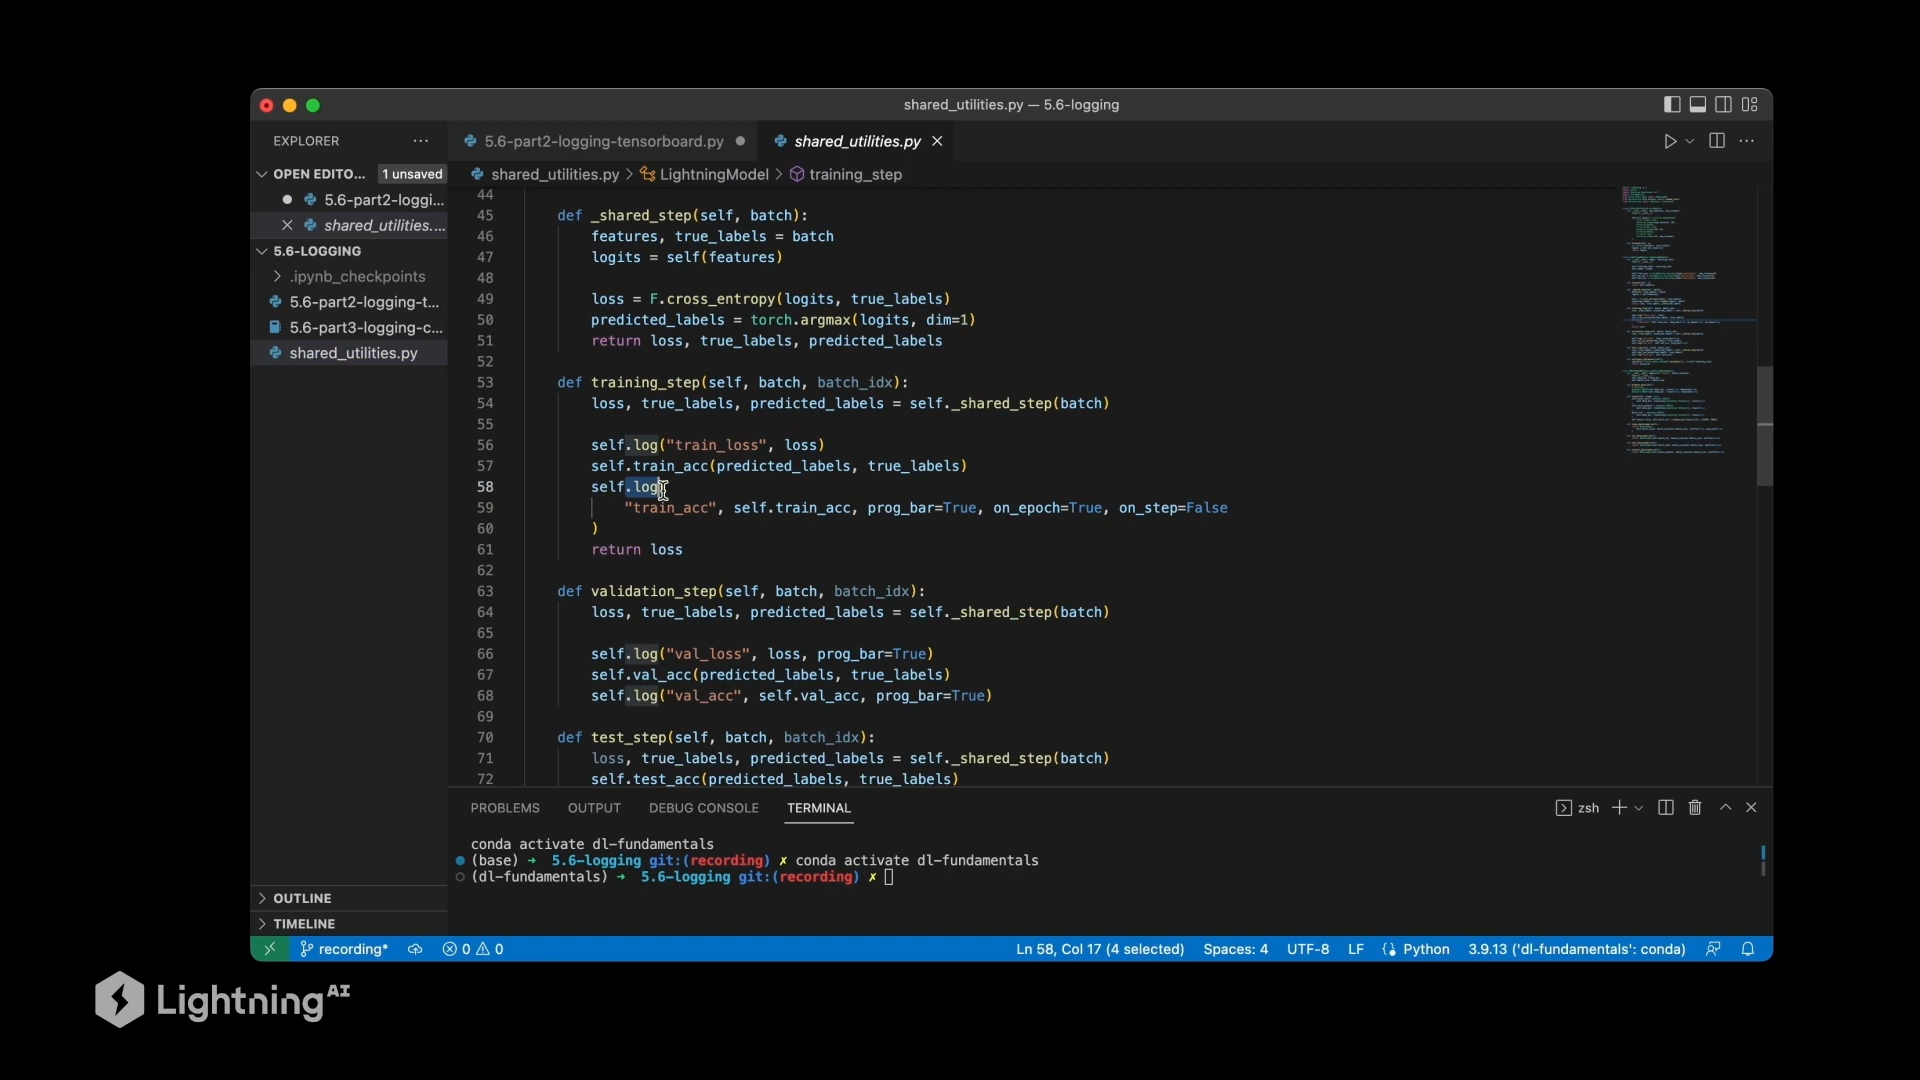 shared_utilities.py — 5.6-logging
EXPLORER
OPEN EDITO... 1 unsaved
5.6-part2-loggi...
shared_utilities....
5.6-LOGGING
.ipynb_checkpoints
5.6-part2-logging-t...
5.6-part3-logging-c...
shared_utilities.py
OUTLINE
TIMELINE
5.6-part2-logging-tensorboard.py shared_utilities.py
shared_utilities.py > LightningModel > training_step
44
45 def _shared_step(self, batch):
46 features, true_labels = batch
47 logits = self(features)
48
49 loss = F.cross_entropy(logits, true_labels)
50 predicted_labels = torch.argmax(logits, dim=1)
51 return loss, true_labels, predicted_labels
52
53 def training_step(self, batch, batch_idx):
54 loss, true_labels, predicted_labels = self._shared_step(batch)
55
56 self.log("train_loss", loss)
57 self.train_acc(predicted_labels, true_labels)
58 self.log(
59 "train_acc", self.train_acc, prog_bar=True, on_epoch=True, on_step=False
60 )
61 return loss
62
63 def validation_step(self, batch, batch_idx):
64 loss, true_labels, predicted_labels = self._shared_step(batch)
65
66 self.log("val_loss", loss, prog_bar=True)
67 self.val_acc(predicted_labels, true_labels)
68 self.log("val_acc", self.val_acc, prog_bar=True)
69
70 def test_step(self, batch, batch_idx):
71 loss, true_labels, predicted_labels = self._shared_step(batch)
72 self.test_acc(predicted_labels, true_labels)
PROBLEMS OUTPUT DEBUG CONSOLE TERMINAL zsh
conda activate dl-fundamentals
(base) → 5.6-logging git:(recording) ✗ conda activate dl-fundamentals
(dl-fundamentals) → 5.6-logging git:(recording) ✗
recording* 0 0 Ln 58, Col 17 (4 selected) Spaces: 4 UTF-8 LF Python 3.9.13 ('dl-fundamentals': conda)
Lightning AI